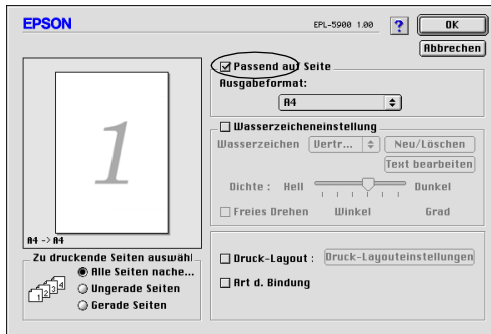 EPSON
EPL-5900 1.00
?
OK
Abbrechen
Passend auf Seite
Ausgabeformat:
A4
Wasserzeicheneinstellung
Wasserzeichen
Vertr...
Neu/Löschen
Text bearbeiten
Dichte : Hell
Dunkel
Freies Drehen
Winkel
Grad
1
A4 -> A4
Zu druckende Seiten auswähl
Alle Seiten nache...
Ungerade Seiten
Gerade Seiten
1 2 3 4
Druck-Layout :
Druck-Layouteinstellungen
Art d. Bindung